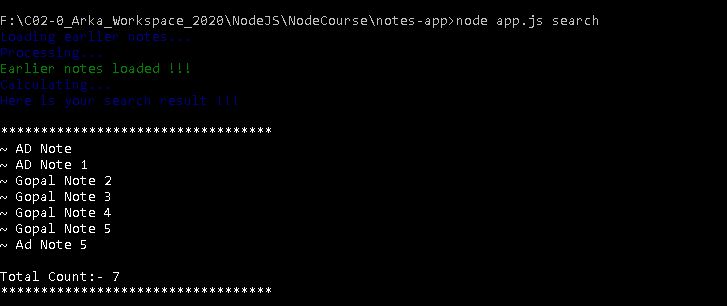 F:\C02-0_Arka_Workspace_2020\NodeJS\NodeCourse\notes-app>node app.js search
Loading earlier notes...
Processing...
Earlier notes loaded !!!
Calculating...
Here is your search result !!!
**********************************
~ AD Note
~ AD Note 1
~ Gopal Note 2
~ Gopal Note 3
~ Gopal Note 4
~ Gopal Note 5
~ Ad Note 5
Total Count:- 7
**********************************